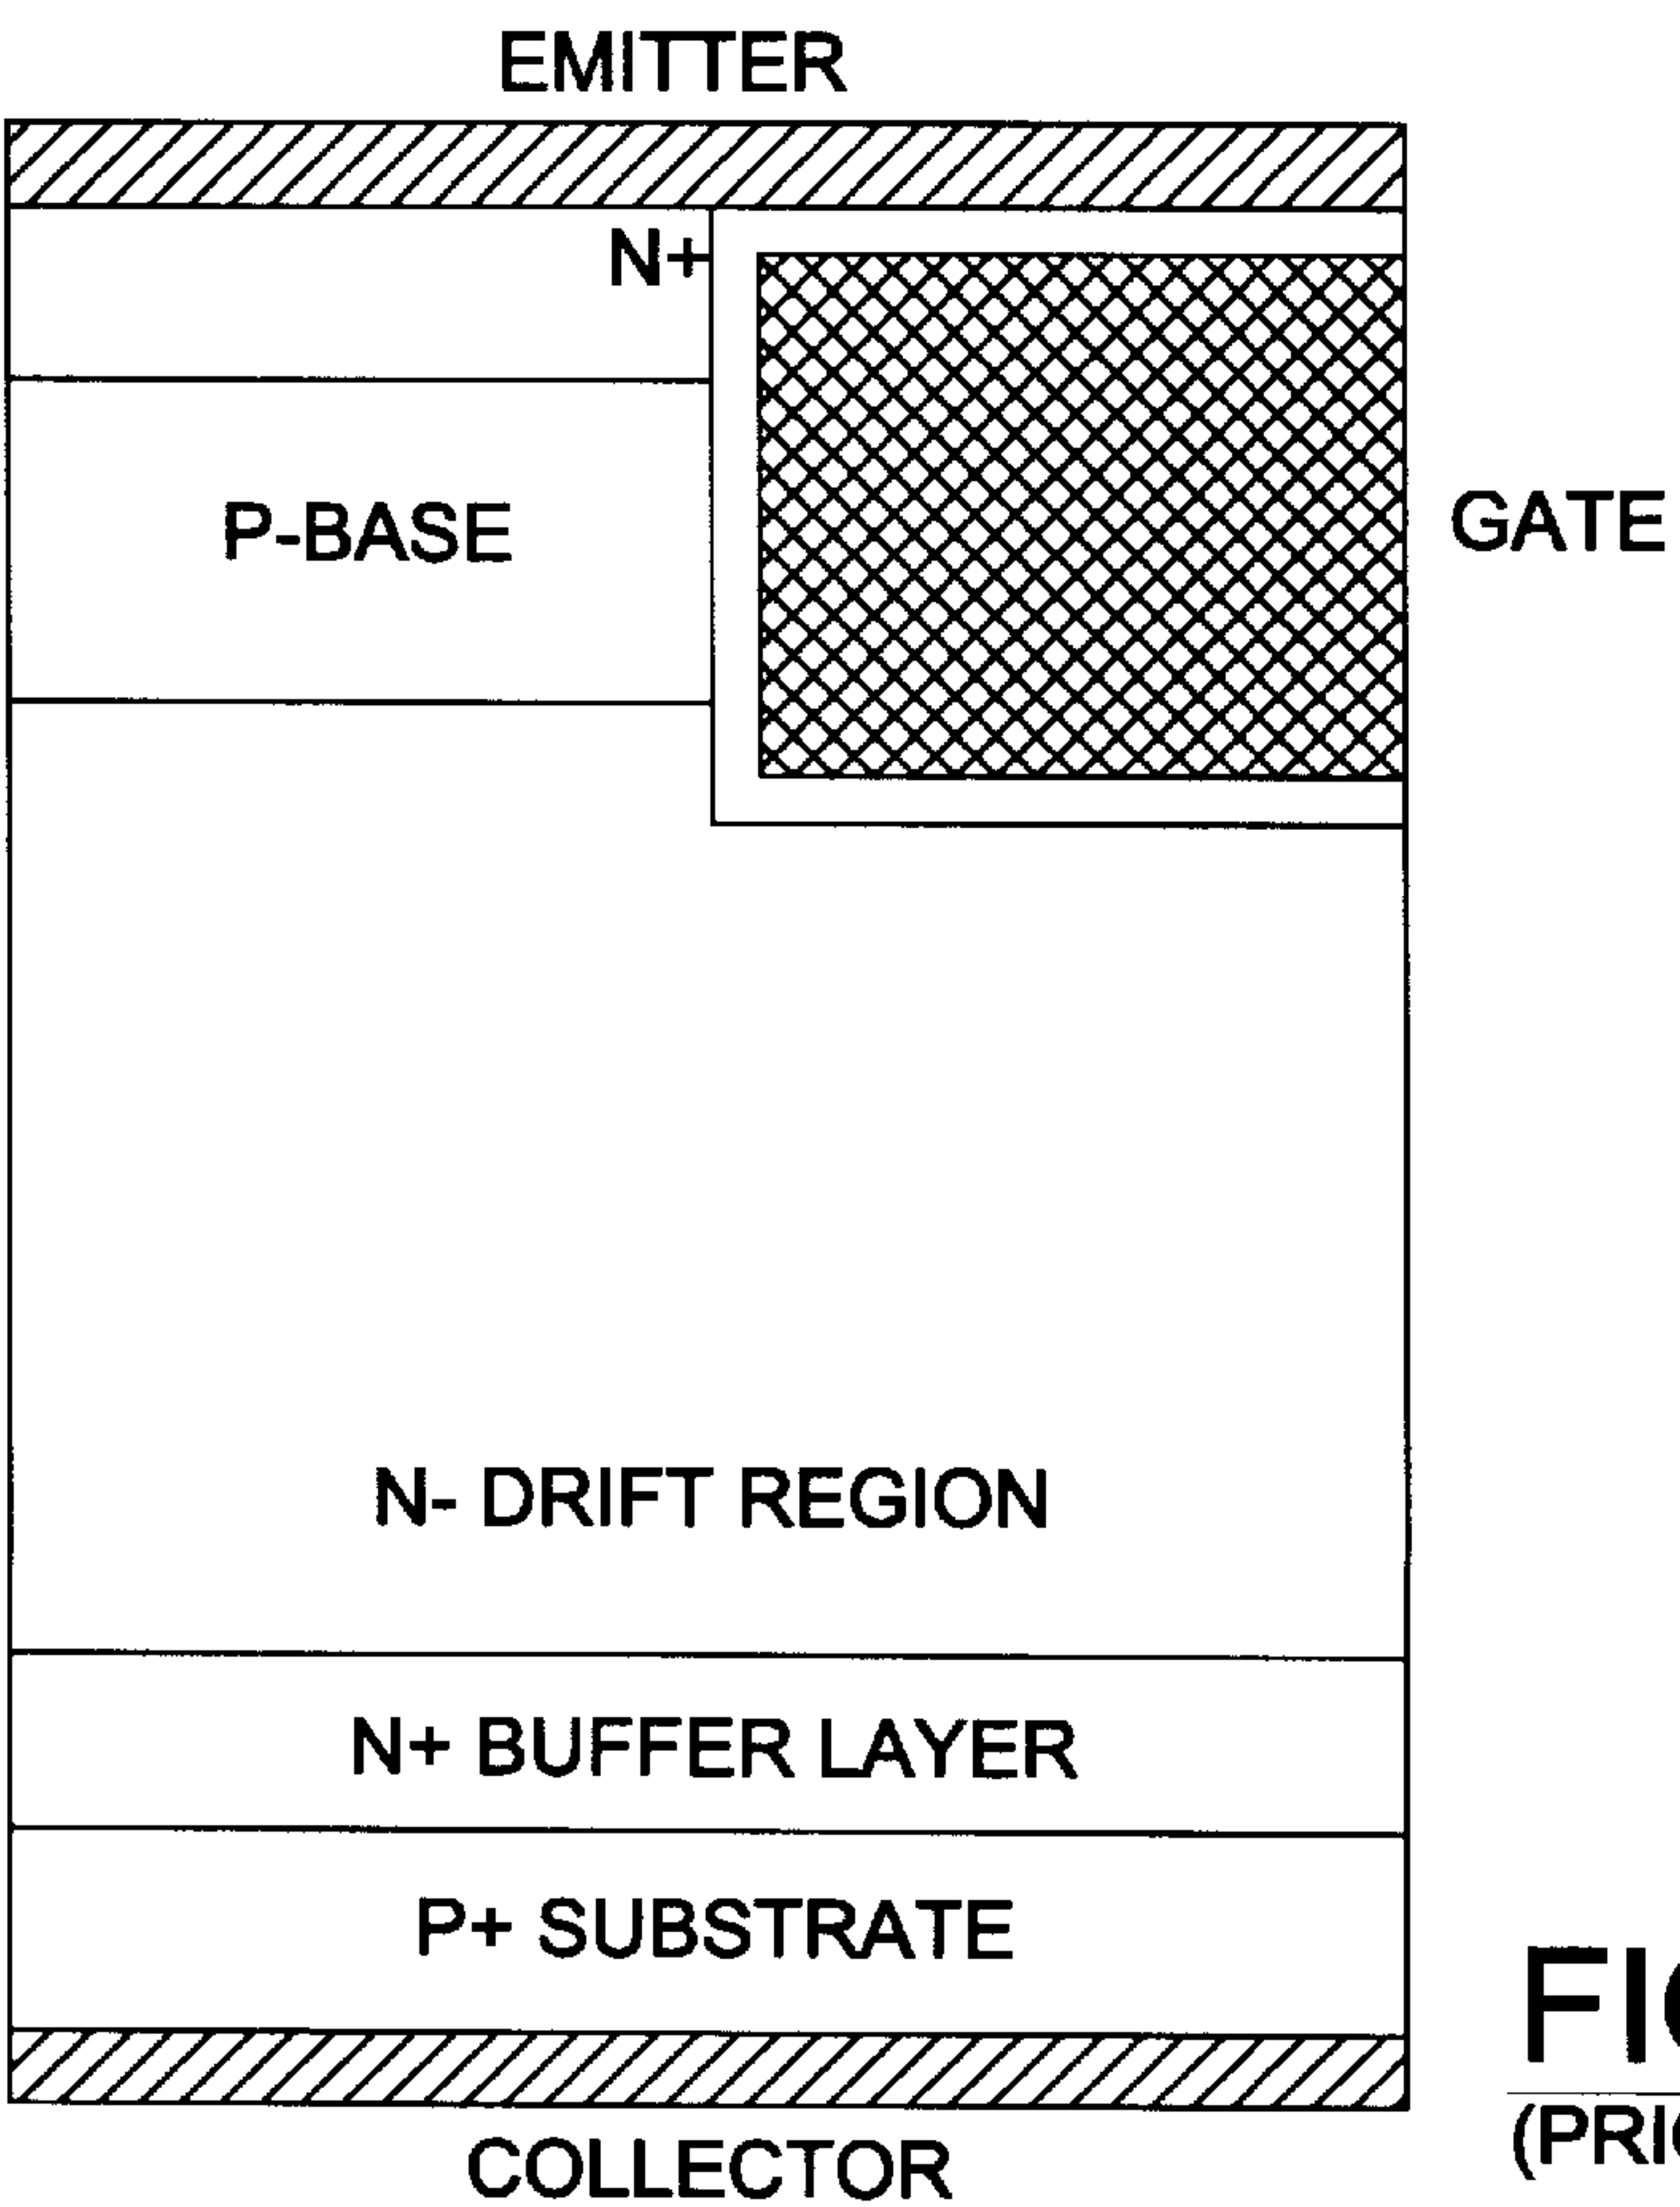 EMITTER
N+
P-BASE
GATE
N- DRIFT REGION
N+ BUFFER LAYER
P+ SUBSTRATE
COLLECTOR